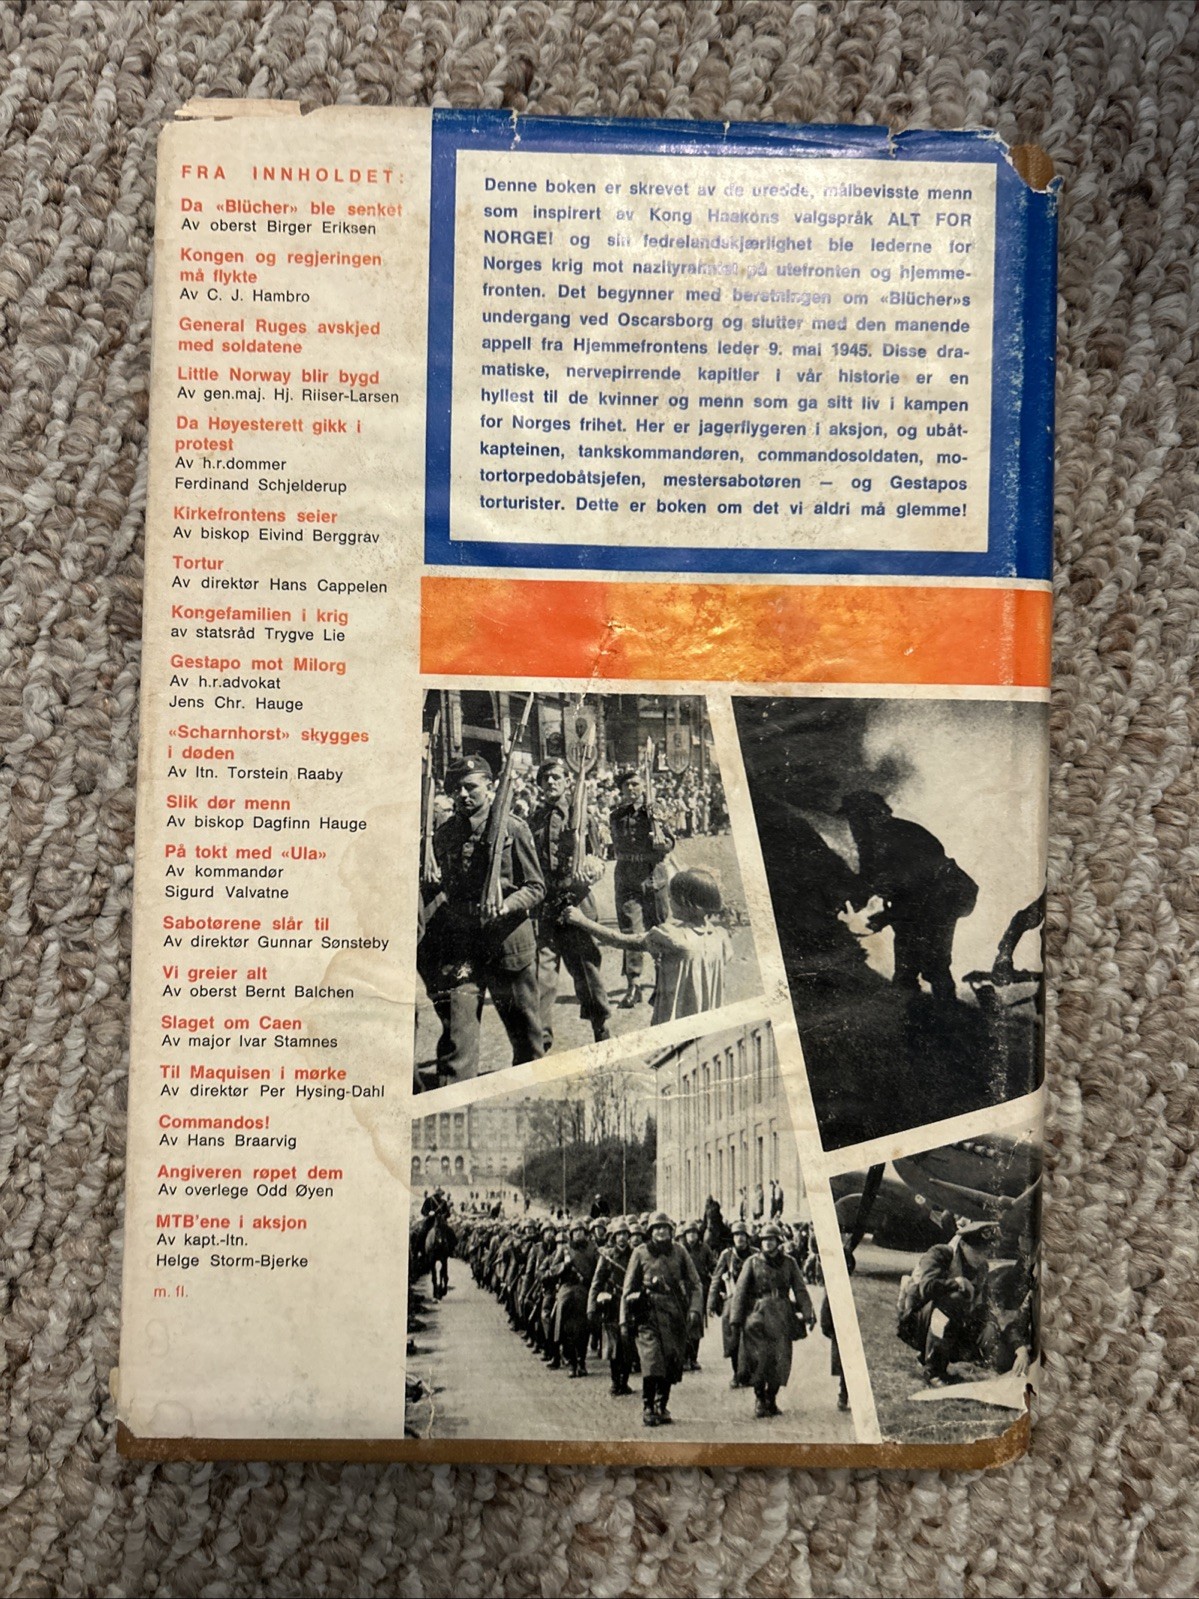 FRA INNHOLDET:
Da «Blücher» ble senket
Av oberst Birger Eriksen
Kongen og regjeringen
må flykte
Av C. J. Hambro
General Ruges avskjed
med soldatene
Little Norway blir bygd
Av gen.maj. Hj. Riiser-Larsen
Da Høyesterett gikk i
protest
Av h.r.dommer
Ferdinand Schjelderup
Kirkefrontens seier
Av biskop Eivind Berggrav
Tortur
Av direktør Hans Cappelen
Kongefamilien i krig
av statsråd Trygve Lie
Gestapo mot Milorg
Av h.r.advokat
Jens Chr. Hauge
«Scharnhorst» skygges
i døden
Av ltn. Torstein Raaby
Slik dør menn
Av biskop Dagfinn Hauge
På tokt med «Ula»
Av kommandør
Sigurd Valvatne
Sabotørene slår til
Av direktør Gunnar Sønsteby
Vi greier alt
Av oberst Bernt Balchen
Slaget om Caen
Av major Ivar Stamnes
Til Maquisen i mørke
Av direktør Per Hysing-Dahl
Commandos!
Av Hans Braarvig
Angiveren røpet dem
Av overlege Odd Øyen
MTB'ene i aksjon
Av kapt.-ltn.
Helge Storm-Bjerke
m. fl.
Denne boken er skrevet av de uredde, målbevisste menn
som inspirert av Kong Haakons valgspråk ALT FOR
NORGE! og sin fedrelandskjærlighet ble lederne for
Norges krig mot nazityranniet på utefronten og hjemme-
fronten. Det begynner med beretningen om «Blücher»s
undergang ved Oscarsborg og slutter med den manende
appell fra Hjemmefrontens leder 9. mai 1945. Disse dra-
matiske, nervepirrende kapitler i vår historie er en
hyllest til de kvinner og menn som ga sitt liv i kampen
for Norges frihet. Her er jagerflygeren i aksjon, og ubåt-
kapteinen, tankskommandøren, commandosoldaten, mo-
tortorpedobåtsjefen, mestersabotøren — og Gestapos
torturister. Dette er boken om det vi aldri må glemme!